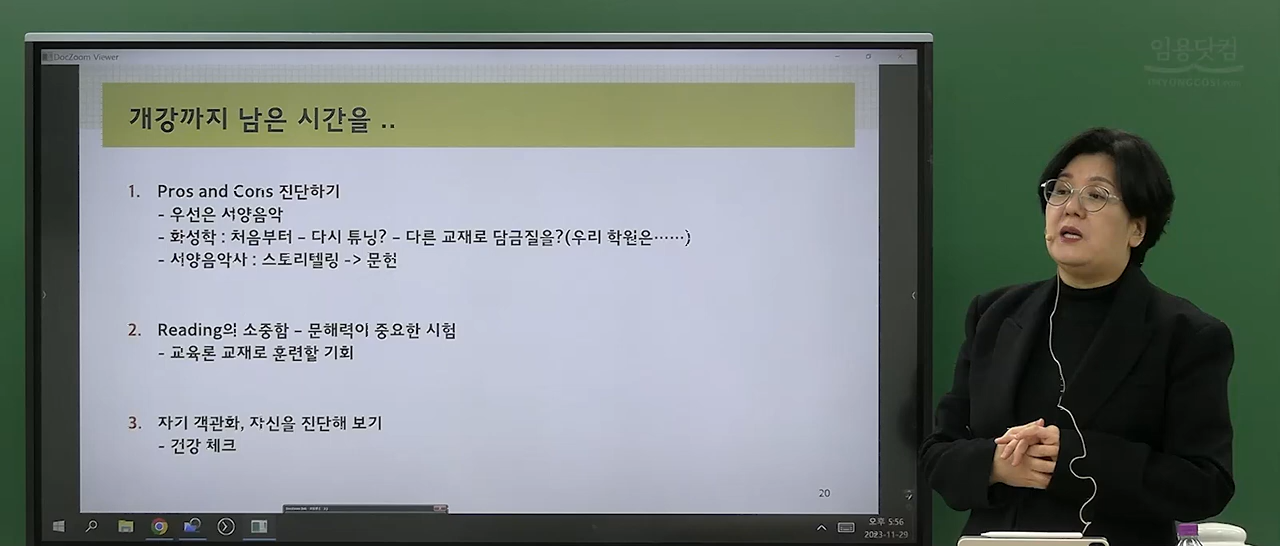 임용닷컴
DocZoom Viewer
개강까지 남은 시간을 ..
1. Pros and Cons 진단하기
- 우선은 서양음악
- 화성학 : 처음부터 – 다시 튜닝? – 다른 교재로 담금질을?(우리 학원은……)
- 서양음악사 : 스토리텔링 -> 문헌
2. Reading의 소중함 – 문해력이 중요한 시험
- 교육론 교재로 훈련할 기회
3. 자기 객관화, 자신을 진단해 보기
- 건강 체크
20
오후 5:56
2023-11-29